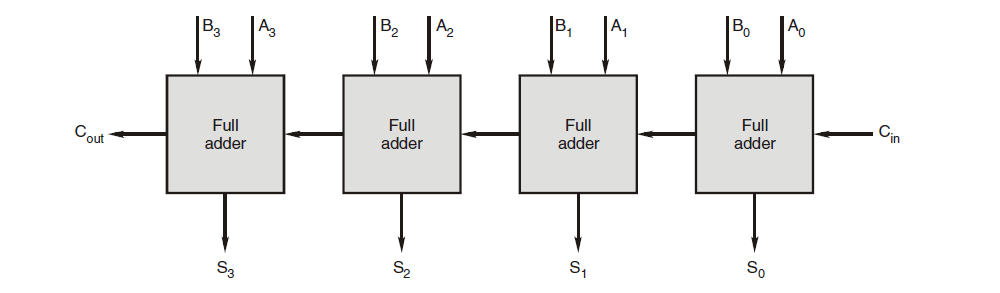 B3 A3 B2 A2 B1 A1 B0 A0
Full Full Full Full
Cout adder adder adder adder Cin
S3 S2 S1 S0